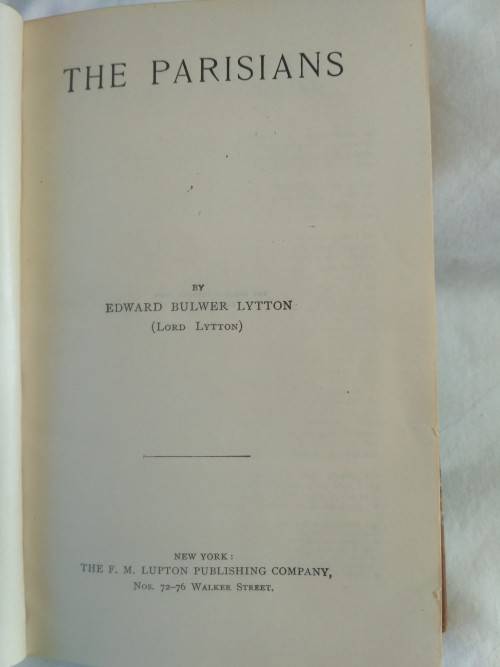 THE PARISIANS
BY
EDWARD BULWER LYTTON
(LORD LYTTON)
NEW YORK:
THE F. M. LUPTON PUBLISHING COMPANY,
Nos. 72-76 WALKER STREET.